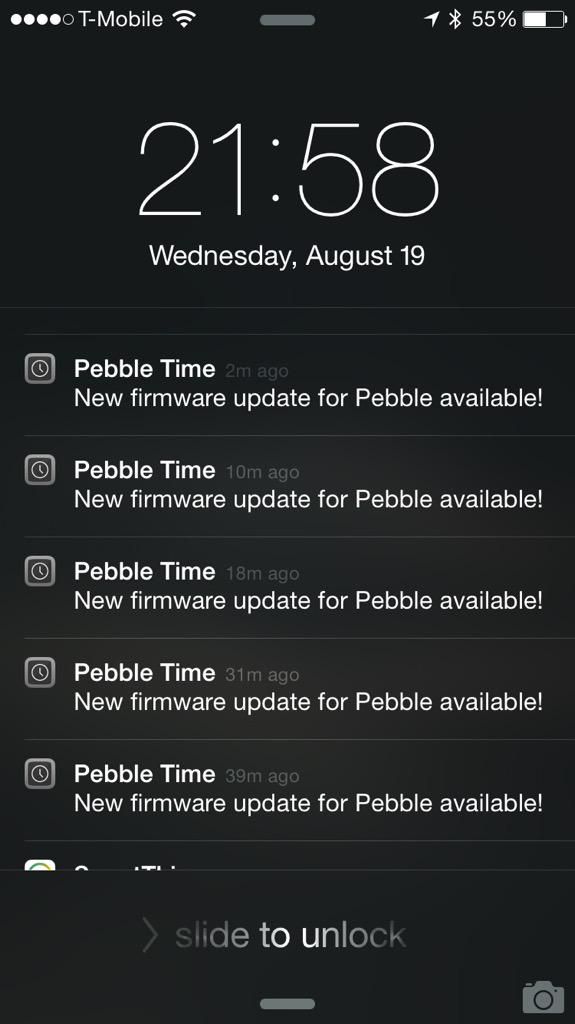 T-Mobile 55%
21:58
Wednesday, August 19
Pebble Time 2m ago
New firmware update for Pebble available!
Pebble Time 10m ago
New firmware update for Pebble available!
Pebble Time 18m ago
New firmware update for Pebble available!
Pebble Time 31m ago
New firmware update for Pebble available!
Pebble Time 39m ago
New firmware update for Pebble available!
slide to unlock